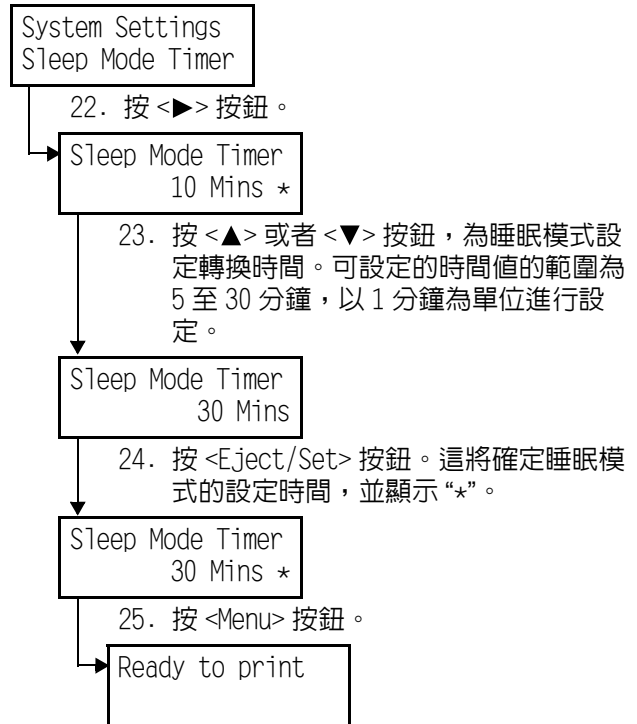 System Settings
Sleep Mode Timer
22. 按 <▶> 按鈕。
Sleep Mode Timer
10 Mins *
23. 按 <▲> 或者 <▼> 按鈕，為睡眠模式設
定轉換時間。可設定的時間值的範圍為
5 至 30 分鐘，以 1 分鐘為單位進行設
定。
Sleep Mode Timer
30 Mins
24. 按 <Eject/Set> 按鈕。這將確定睡眠模
式的設定時間，並顯示 “*”。
Sleep Mode Timer
30 Mins *
25. 按 <Menu> 按鈕。
Ready to print